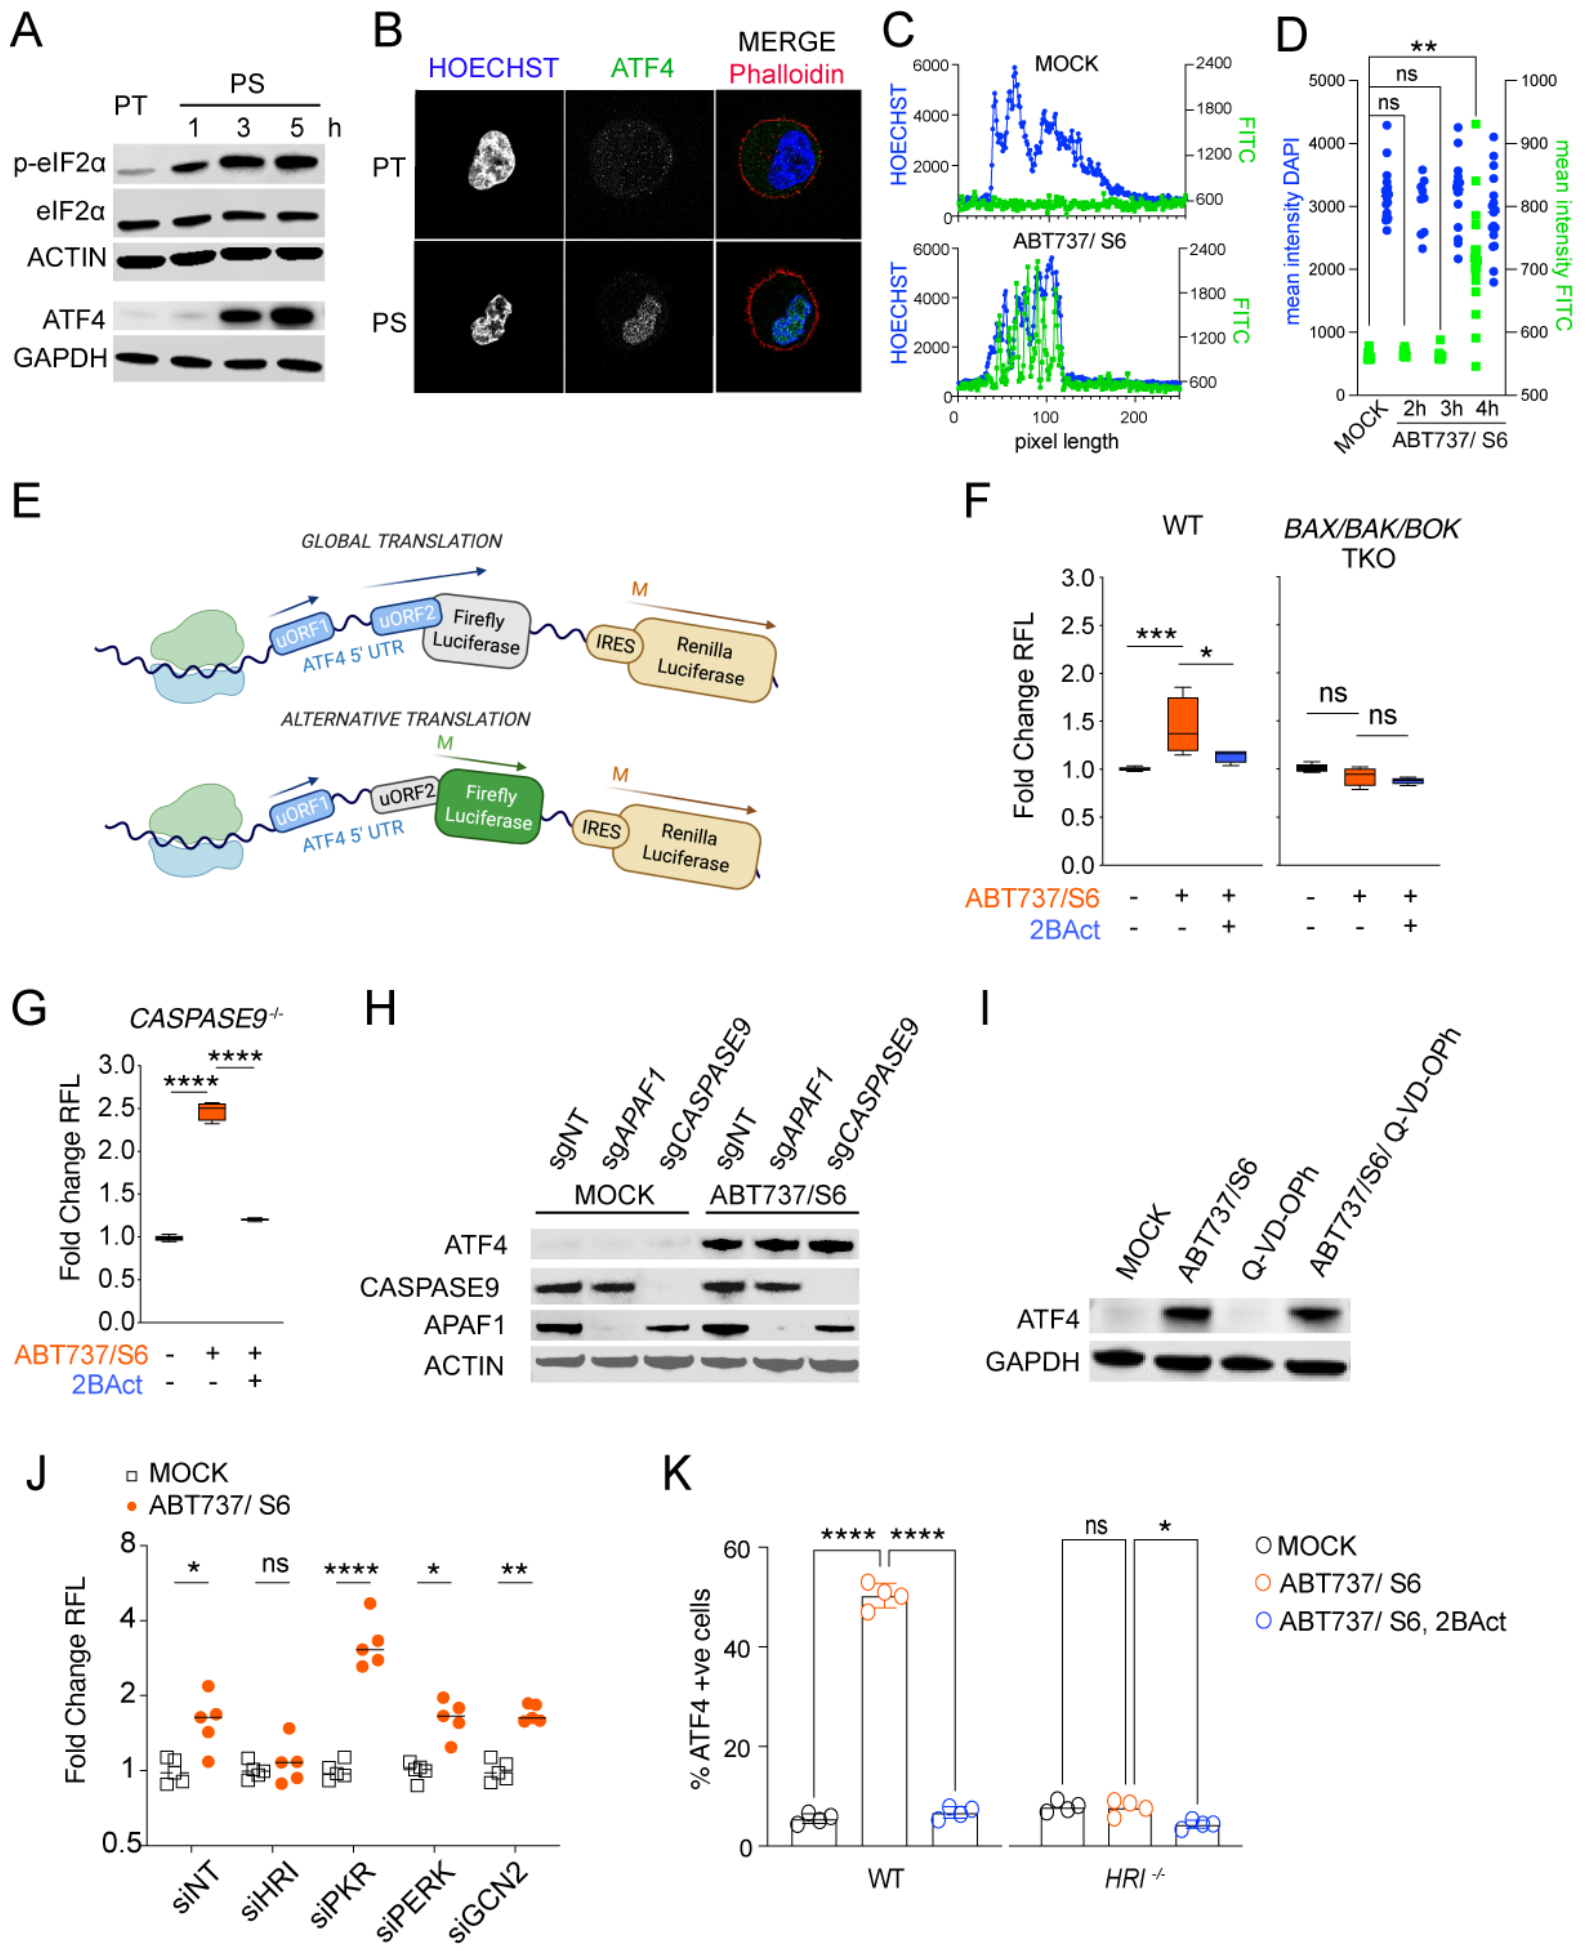 A
PT
PS
1 3 5 h
p-eIF2α
eIF2α
ACTIN
ATF4
GAPDH
B
HOECHST
ATF4
MERGE
Phalloidin
PT
PS
C
MOCK
6000
4000
2000
0
HOECHST
2400
1800
1200
600
FITC
ABT737/ S6
6000
4000
2000
0
HOECHST
2400
1800
1200
600
FITC
0 100 200
pixel length
D
**
ns
ns
5000
4000
3000
2000
1000
0
mean intensity DAPI
1000
900
800
700
600
500
mean intensity FITC
MOCK
2h 3h 4h
ABT737/ S6
E
GLOBAL TRANSLATION
uORF1
uORF2
ATF4 5' UTR
Firefly
Luciferase
M
IRES
Renilla
Luciferase
ALTERNATIVE TRANSLATION
uORF1
uORF2
ATF4 5' UTR
M
Firefly
Luciferase
M
IRES
Renilla
Luciferase
F
WT
BAX/BAK/BOK
TKO
3.0
2.5
2.0
1.5
1.0
0.5
0.0
Fold Change RFL
***
*
ns
ns
ABT737/S6 - + + - + +
2BAct - - + - - +
G
CASPASE9 -/-
3.0
2.5
2.0
1.5
1.0
0.5
0.0
Fold Change RFL
****
****
ABT737/S6 - + +
2BAct - - +
H
sgNT
sgAPAF1
sgCASPASE9
sgNT
sgAPAF1
sgCASPASE9
MOCK
ABT737/S6
ATF4
CASPASE9
APAF1
ACTIN
I
MOCK
ABT737/S6
Q-VD-OPh
ABT737/S6/ Q-VD-OPh
ATF4
GAPDH
J
MOCK
ABT737/ S6
8
4
2
1
0.5
Fold Change RFL
* ns **** * **
siNT
siHRI
siPKR
siPERK
siGCN2
K
60
40
20
0
% ATF4 +ve cells
**** ****
ns *
WT
HRI -/-
MOCK
ABT737/ S6
ABT737/ S6, 2BAct